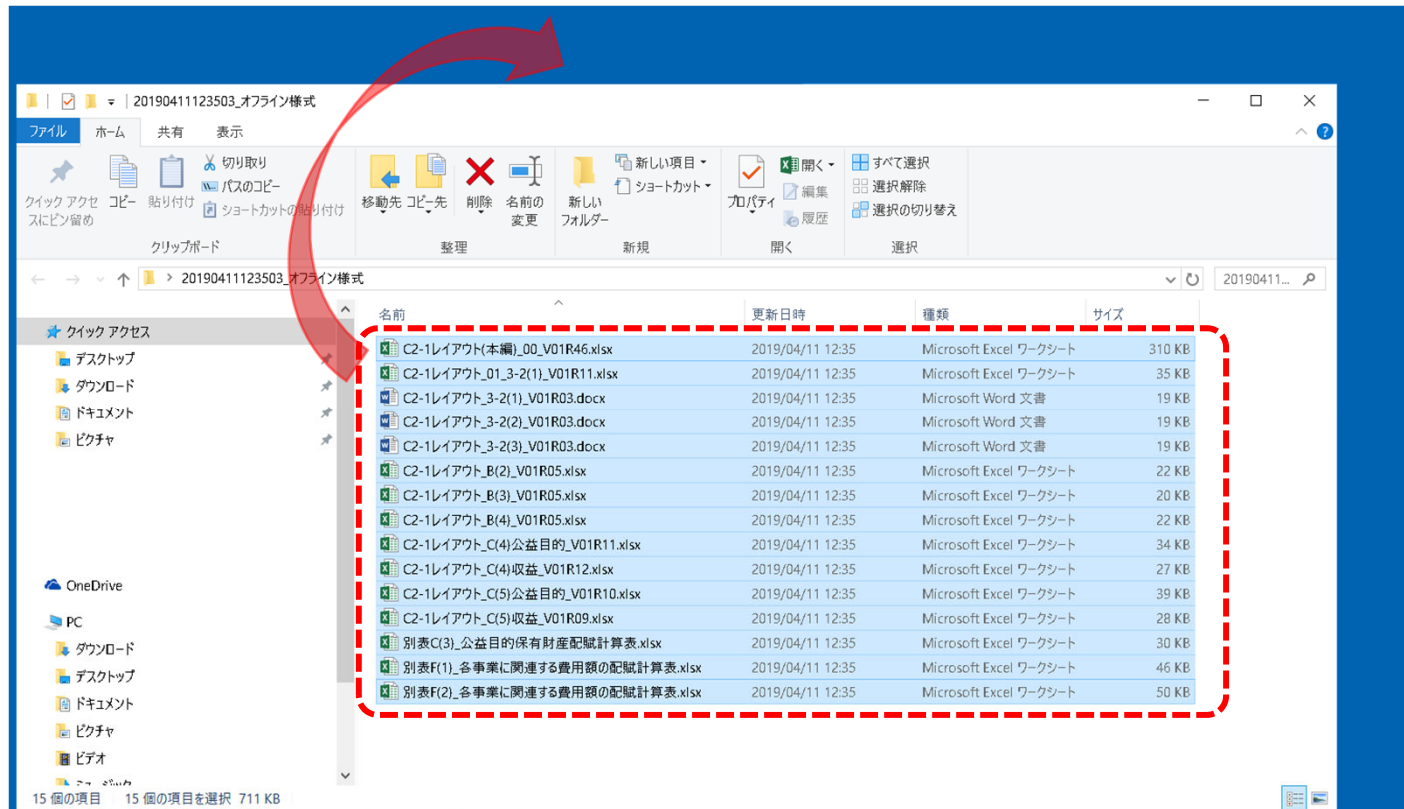 20190411123503_オフライン様式
ファイル ホーム 共有 表示
クイック アクセスにピン留め
コピー
貼り付け
切り取り
パスのコピー
ショートカットの貼り付け
クリップボード
移動先
コピー先
削除
名前の変更
整理
新しいフォルダー
新しい項目
ショートカット
新規
プロパティ
開く
編集
履歴
開く
すべて選択
選択解除
選択の切り替え
選択
20190411123503_オフライン様式
20190411...
名前 更新日時 種類 サイズ
C2-1レイアウト(本編)_00_V01R46.xlsx 2019/04/11 12:35 Microsoft Excel ワークシート 310 KB
C2-1レイアウト_01_3-2(1)_V01R11.xlsx 2019/04/11 12:35 Microsoft Excel ワークシート 35 KB
C2-1レイアウト_3-2(1)_V01R03.docx 2019/04/11 12:35 Microsoft Word 文書 19 KB
C2-1レイアウト_3-2(2)_V01R03.docx 2019/04/11 12:35 Microsoft Word 文書 19 KB
C2-1レイアウト_3-2(3)_V01R03.docx 2019/04/11 12:35 Microsoft Word 文書 19 KB
C2-1レイアウト_B(2)_V01R05.xlsx 2019/04/11 12:35 Microsoft Excel ワークシート 22 KB
C2-1レイアウト_B(3)_V01R05.xlsx 2019/04/11 12:35 Microsoft Excel ワークシート 20 KB
C2-1レイアウト_B(4)_V01R05.xlsx 2019/04/11 12:35 Microsoft Excel ワークシート 22 KB
C2-1レイアウト_C(4)公益目的_V01R11.xlsx 2019/04/11 12:35 Microsoft Excel ワークシート 34 KB
C2-1レイアウト_C(4)収益_V01R12.xlsx 2019/04/11 12:35 Microsoft Excel ワークシート 27 KB
C2-1レイアウト_C(5)公益目的_V01R10.xlsx 2019/04/11 12:35 Microsoft Excel ワークシート 39 KB
C2-1レイアウト_C(5)収益_V01R09.xlsx 2019/04/11 12:35 Microsoft Excel ワークシート 28 KB
別表C(3)_公益目的保有財産配賦計算表.xlsx 2019/04/11 12:35 Microsoft Excel ワークシート 30 KB
別表F(1)_各事業に関連する費用額の配賦計算表.xlsx 2019/04/11 12:35 Microsoft Excel ワークシート 46 KB
別表F(2)_各事業に関連する費用額の配賦計算表.xlsx 2019/04/11 12:35 Microsoft Excel ワークシート 50 KB
クイック アクセス
デスクトップ
ダウンロード
ドキュメント
ピクチャ
OneDrive
PC
ダウンロード
デスクトップ
ドキュメント
ピクチャ
ビデオ
15 個の項目 15 個の項目を選択 711 KB